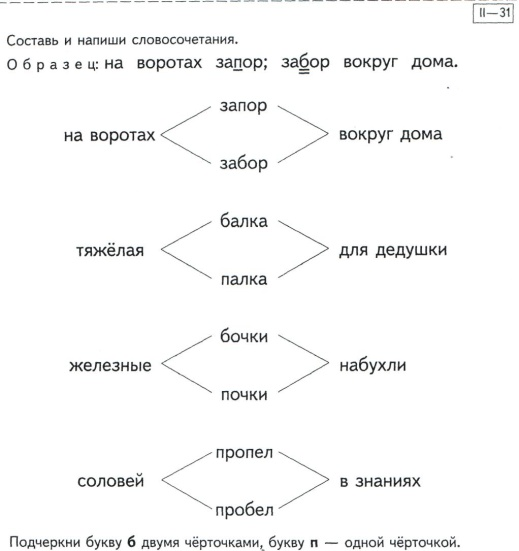 II—31
Составь и напиши словосочетания.
Образец: на воротах запор; забор вокруг дома.
запор
на воротах вокруг дома
забор
балка
тяжёлая для дедушки
палка
бочки
железные набухли
почки
пропел
соловей в знаниях
пробел
Подчеркни букву б двумя чёрточками, букву п — одной чёрточкой.